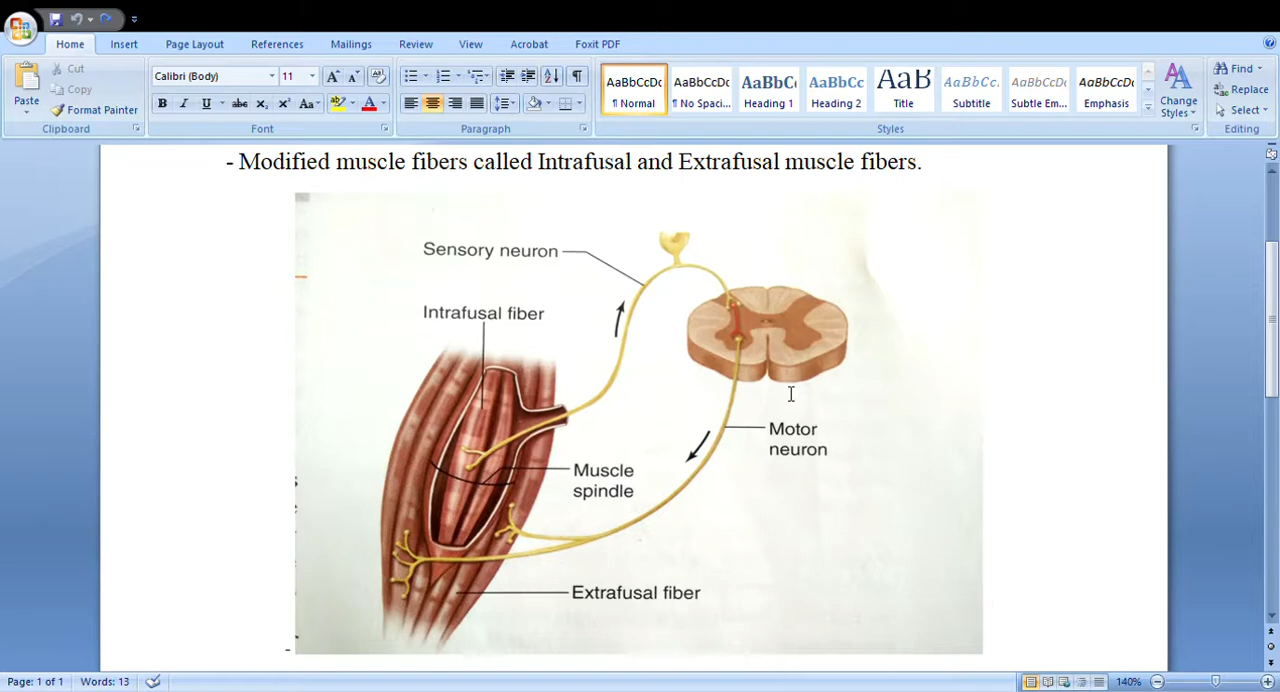 Home Insert Page Layout References Mailings Review View Acrobat Foxit PDF
Paste
Cut
Copy
Format Painter
Clipboard
Calibri (Body) 11
Font
Paragraph
AaBbCcDc AaBbCcDc AaBbC AaBbCc AaB AaBbCc. AaBbCcDc AaBbCcDc
¶ Normal ¶ No Spaci... Heading 1 Heading 2 Title Subtitle Subtle Em... Emphasis
Change
Styles
Styles
Find
Replace
Select
Editing
- Modified muscle fibers called Intrafusal and Extrafusal muscle fibers.
Sensory neuron
Intrafusal fiber
Motor
neuron
Muscle
spindle
Extrafusal fiber
-
Page: 1 of 1 Words: 13 140%